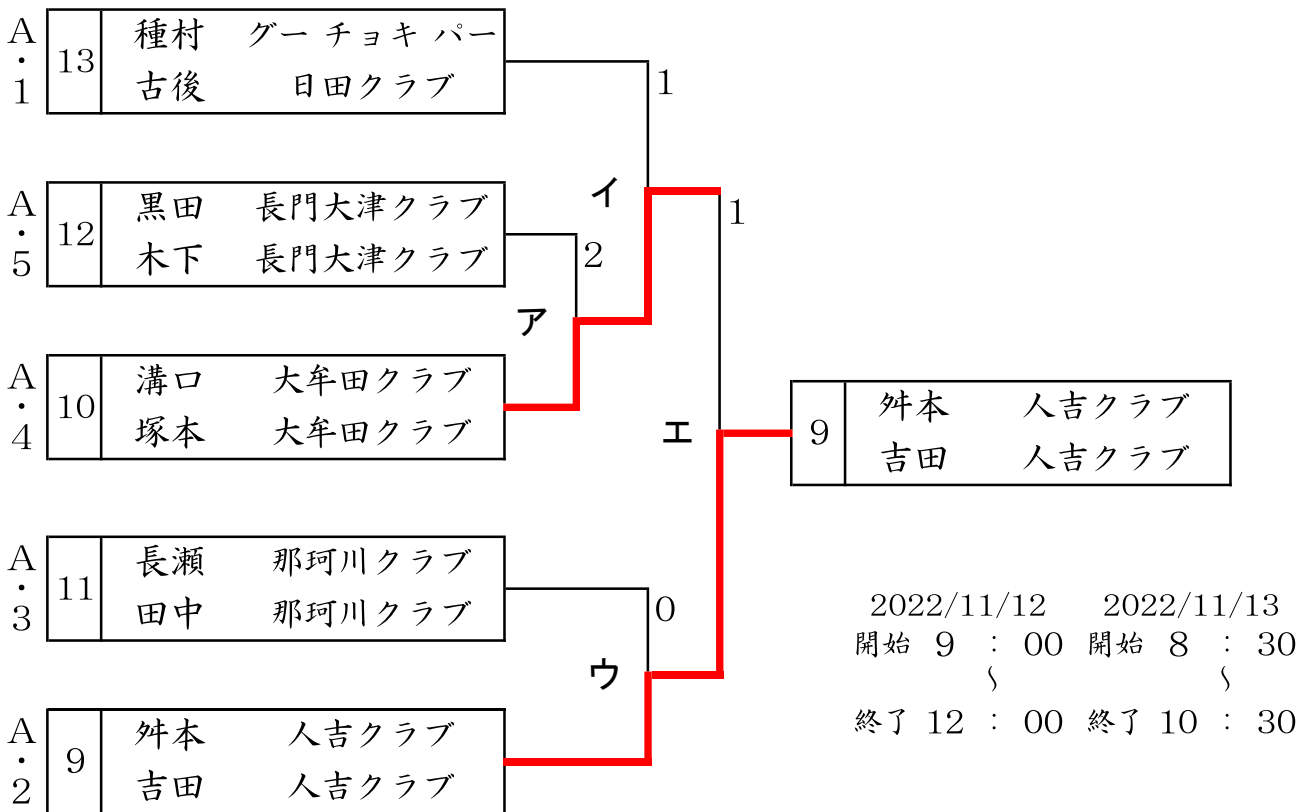 A・1 13 種村 グー チョキ パー
古後 日田クラブ
1
イ
A・5 12 黒田 長門大津クラブ
木下 長門大津クラブ
1
2
ア
A・4 10 溝口 大牟田クラブ
塚本 大牟田クラブ
エ
9 舛本 人吉クラブ
吉田 人吉クラブ
A・3 11 長瀬 那珂川クラブ
田中 那珂川クラブ
0
ウ
A・2 9 舛本 人吉クラブ
吉田 人吉クラブ
2022/11/12 2022/11/13
開始 9 : 00 開始 8 : 30
〜 〜
終了 12 : 00 終了 10 : 30